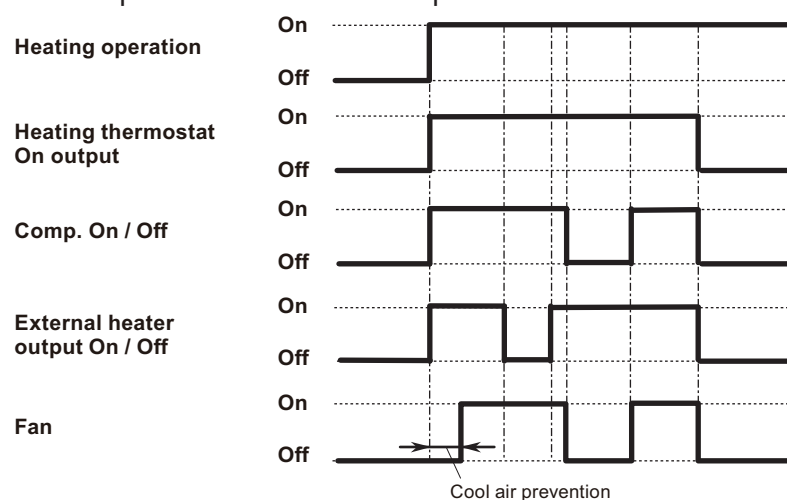 On
Heating operation
Off
On
Heating thermostat
On output
Off
On
Comp. On / Off
Off
On
External heater
output On / Off
Off
On
Fan
Off
Cool air prevention